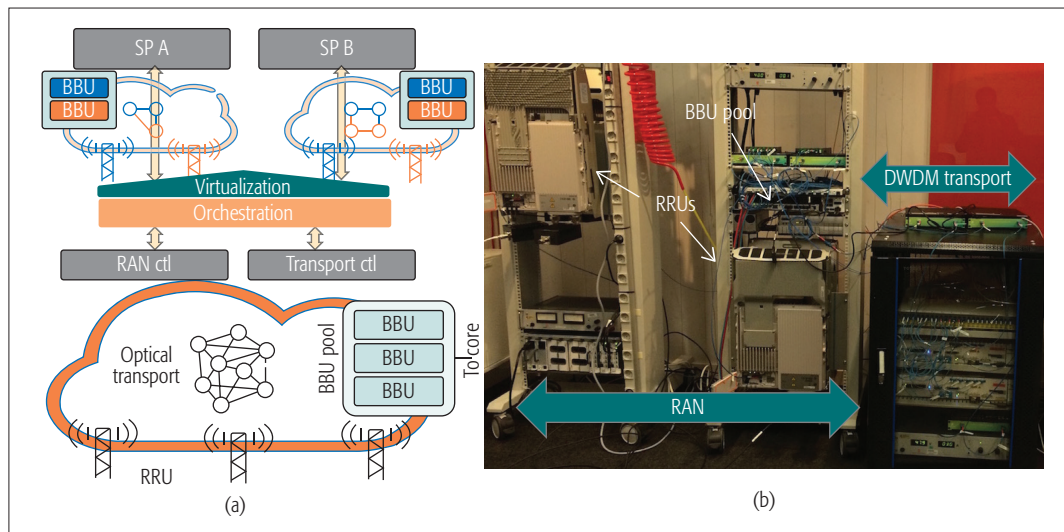 SP A
SP B
BBU
BBU
BBU
BBU
Virtualization
Orchestration
RAN ctl
Transport ctl
Optical
transport
BBU pool
BBU
BBU
BBU
To core
RRU
(a)
BBU pool
RRUs
DWDM transport
RAN
(b)